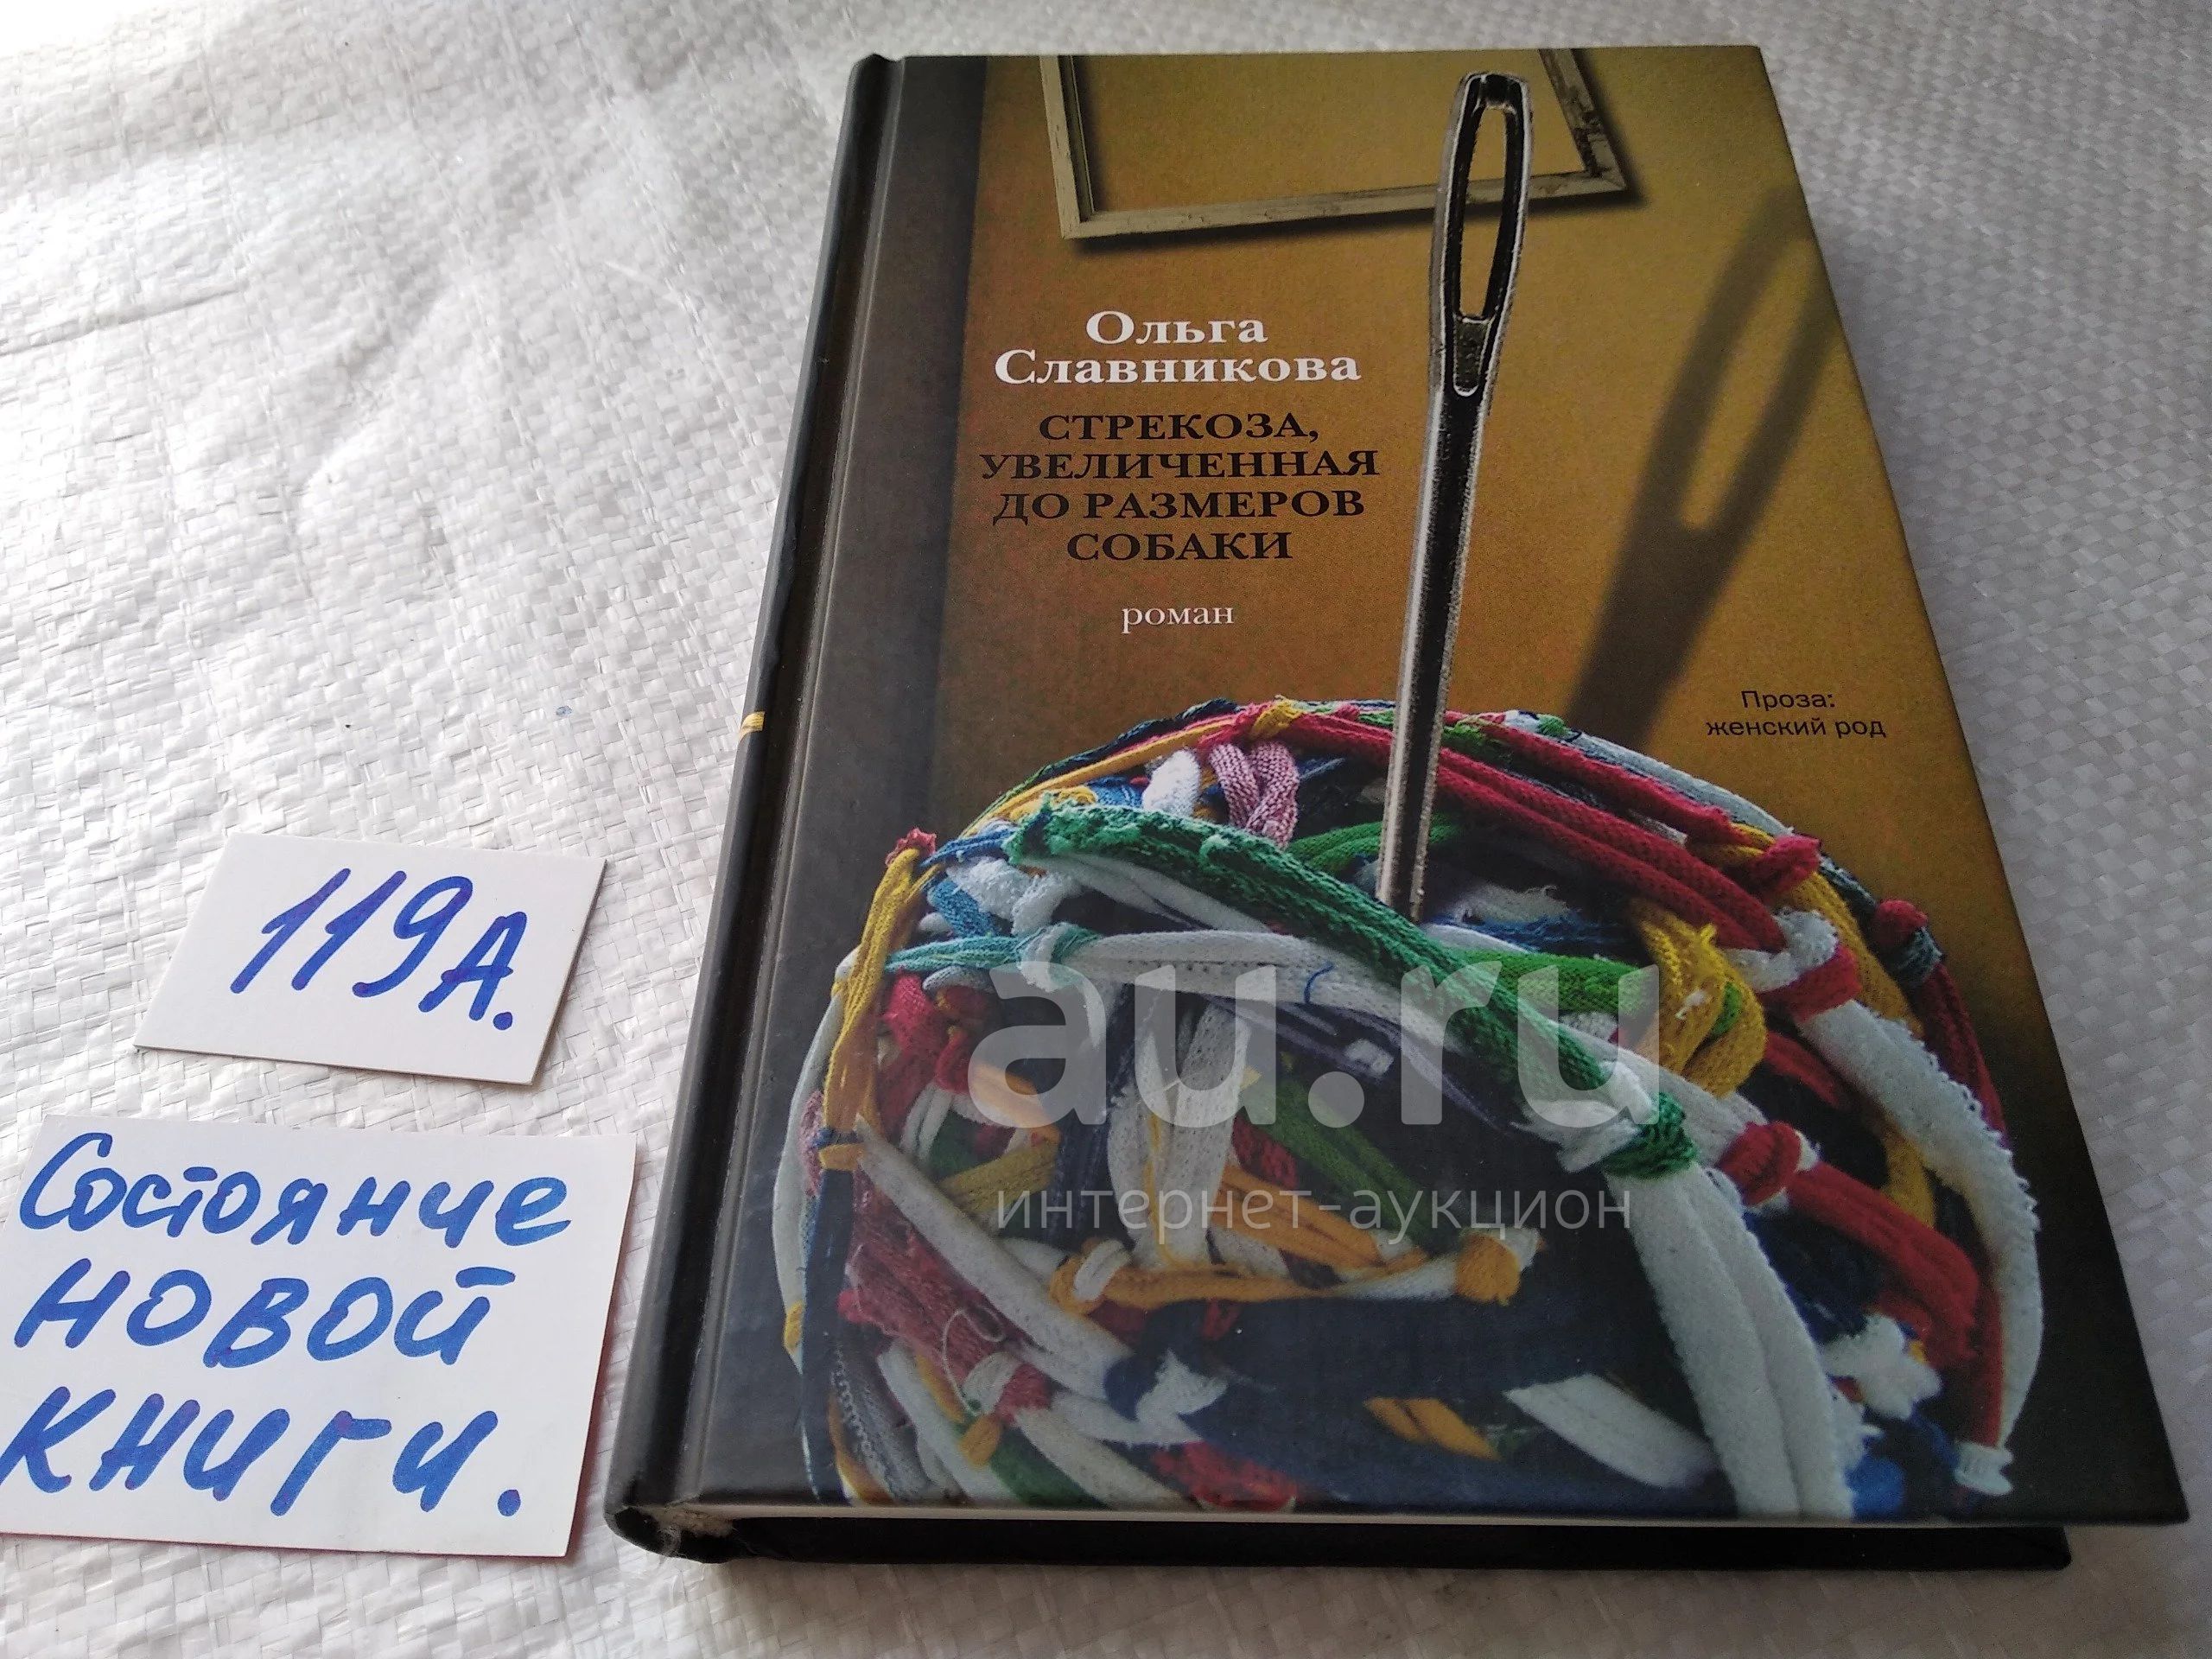 Ольга
Славникова
СТРЕКОЗА,
УВЕЛИЧЕННАЯ
ДО РАЗМЕРОВ
СОБАКИ
роман
Проза:
женский род
119А.
Состояние
новой
книги.
au.ru
интернет-аукцион